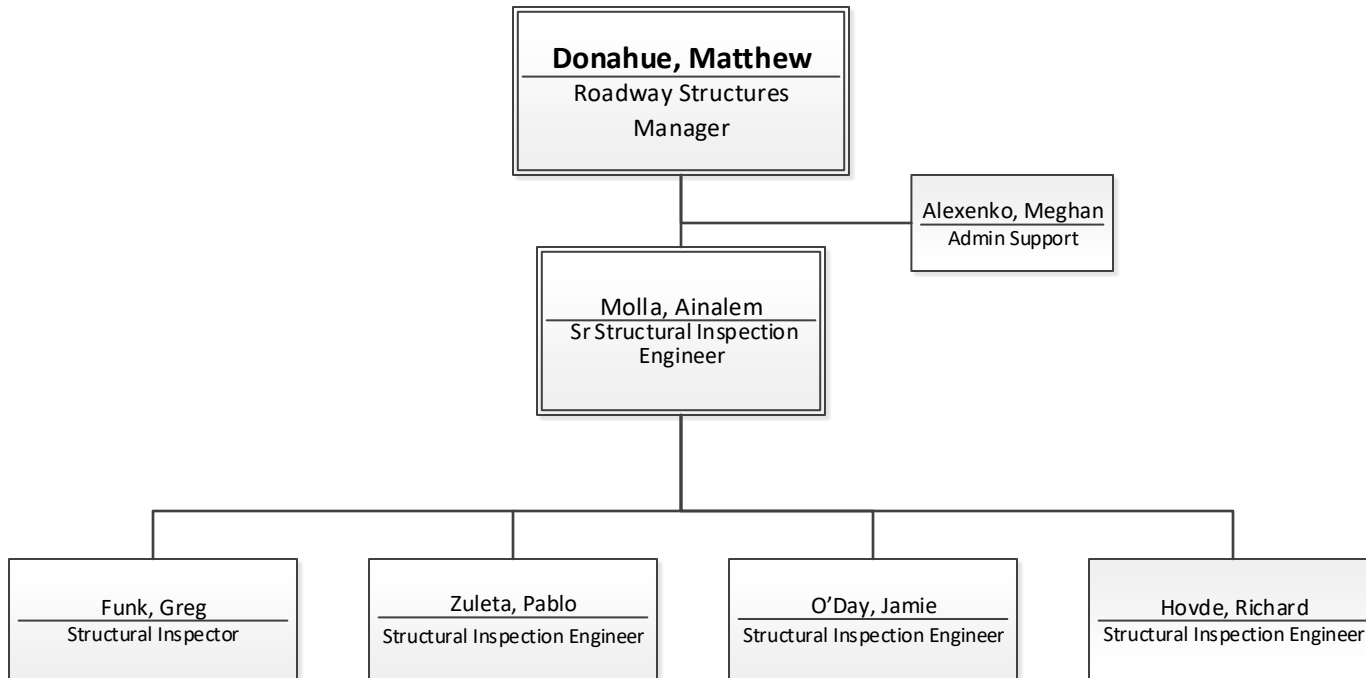 Donahue, Matthew
Roadway Structures
Manager
Alexenko, Meghan
Admin Support
Molla, Ainalem
Sr Structural Inspection
Engineer
Funk, Greg
Structural Inspector
Zuleta, Pablo
Structural Inspection Engineer
O’Day, Jamie
Structural Inspection Engineer
Hovde, Richard
Structural Inspection Engineer